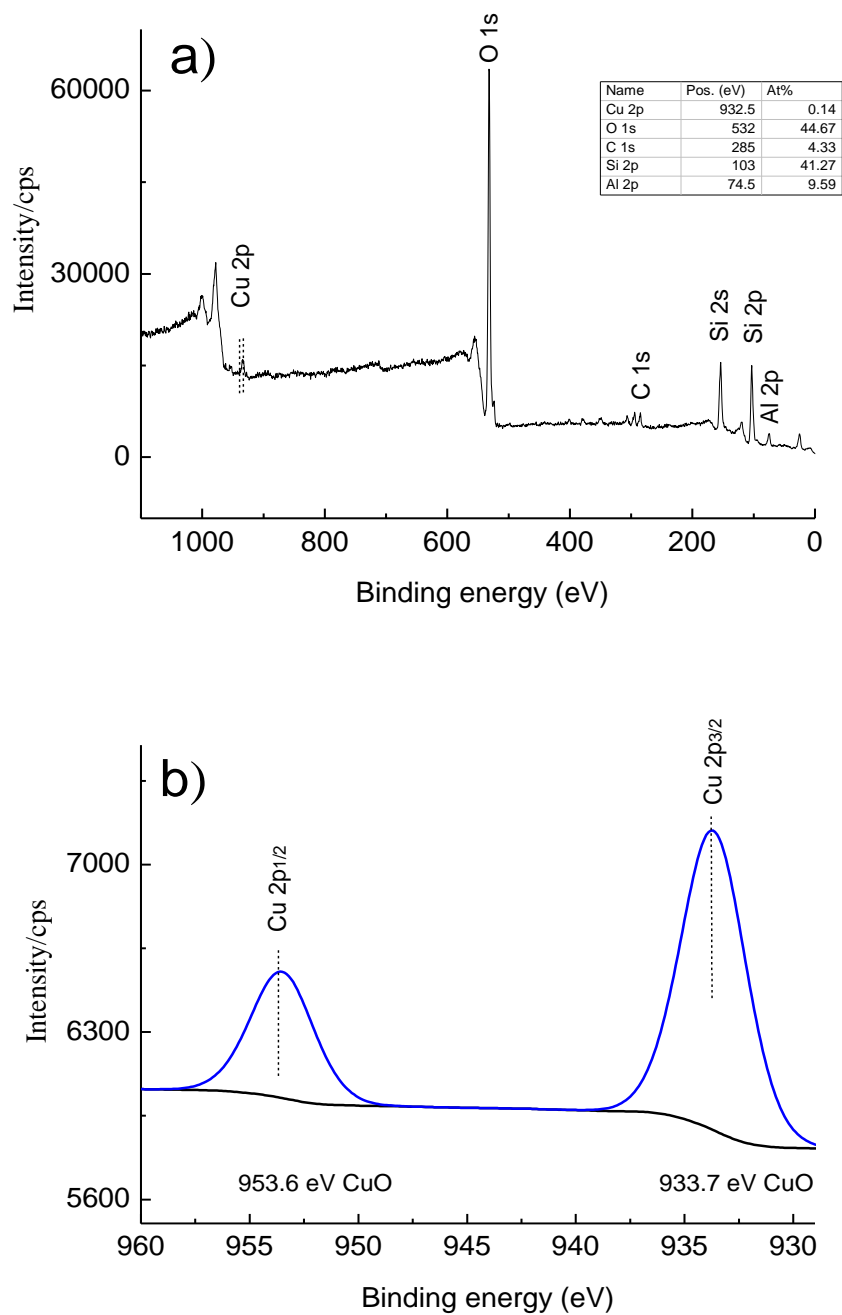 a)
O 1s
Name Pos. (eV) At%
Cu 2p 932.5 0.14
O 1s 532 44.67
C 1s 285 4.33
Si 2p 103 41.27
Al 2p 74.5 9.59
60000
30000
0
Intensity/cps
Cu 2p
C 1s
Si 2s
Si 2p
Al 2p
1000 800 600 400 200 0
Binding energy (eV)
b)
Cu 2p3/2
Cu 2p1/2
7000
6300
5600
Intensity/cps
953.6 eV CuO
933.7 eV CuO
960 955 950 945 940 935 930
Binding energy (eV)